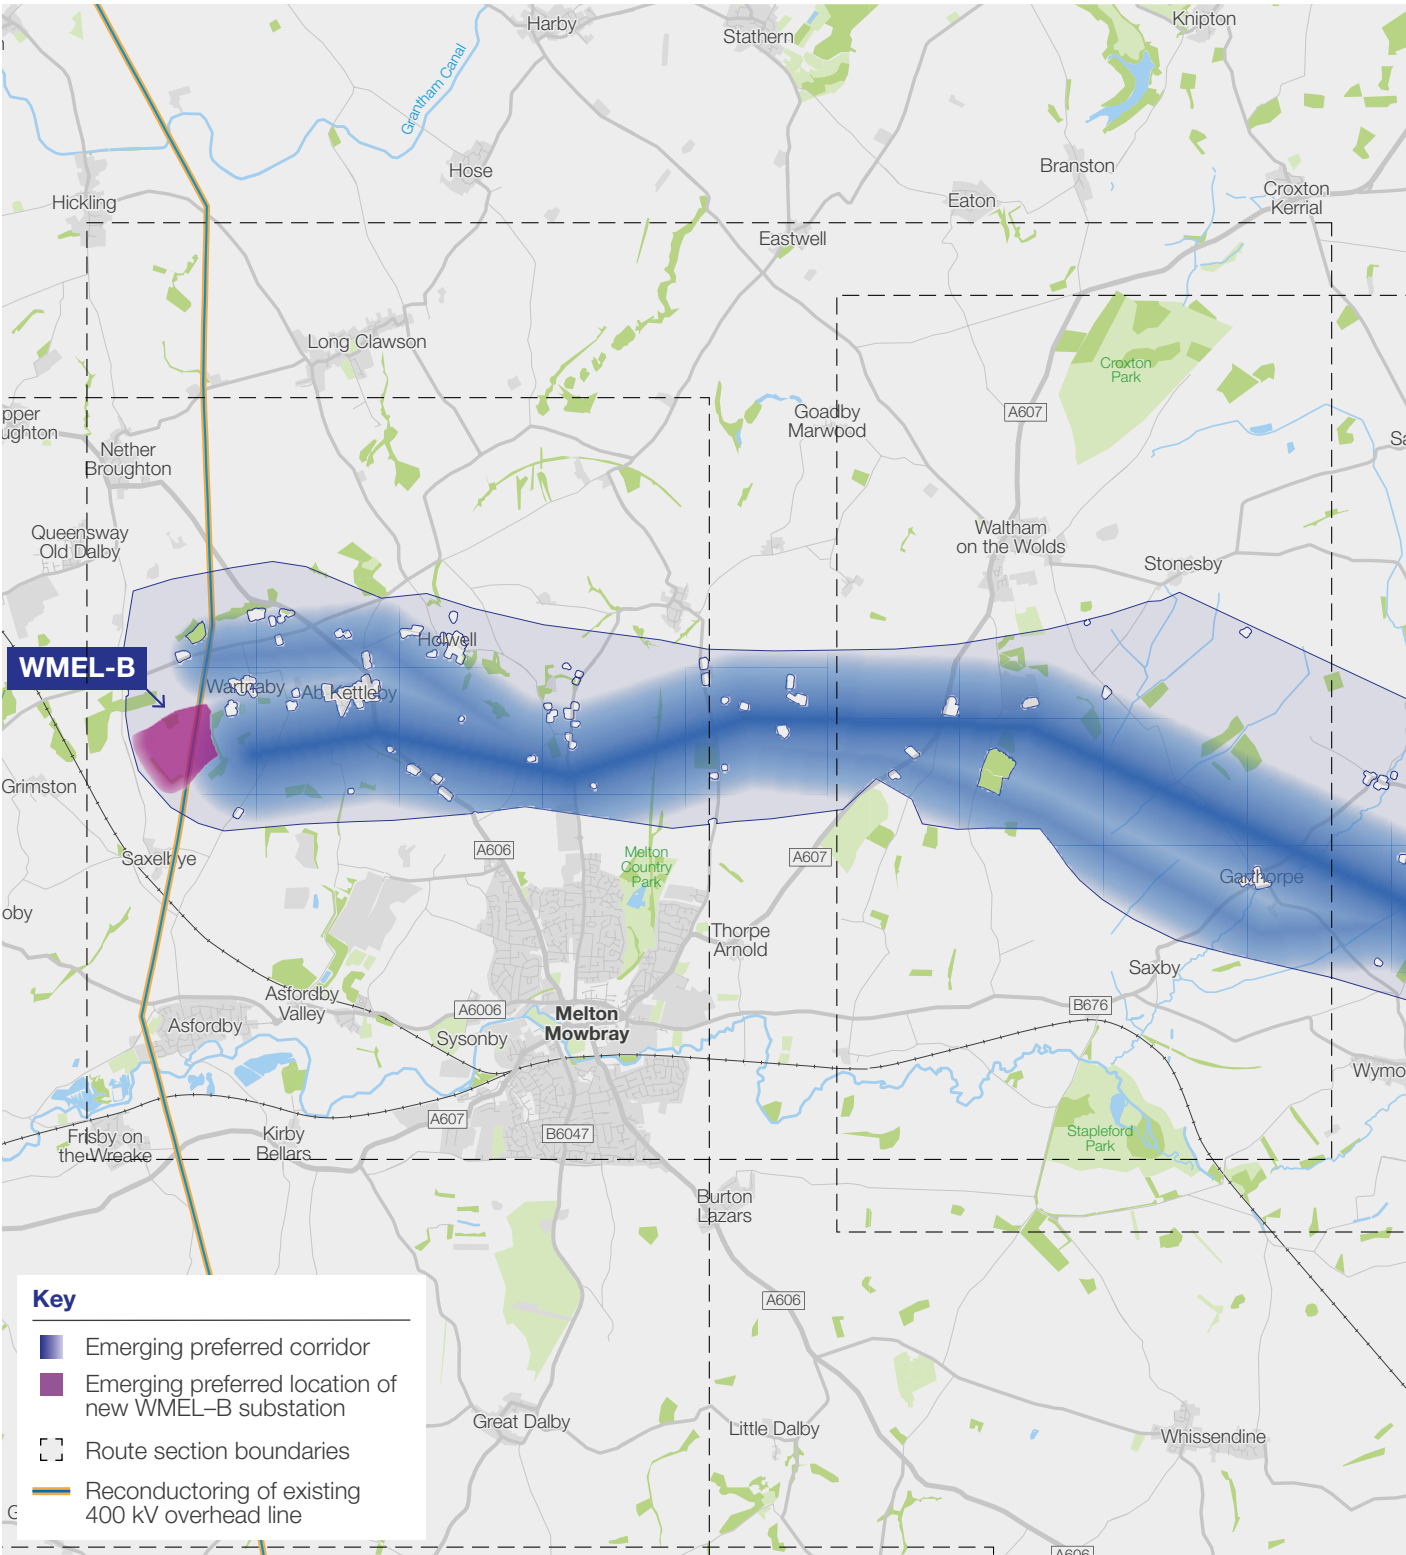 Harby
Stathern
Knipton
Grantham Canal
Hose
Branston
Hickling
Eaton
Croxton
Kerrial
Eastwell
Long Clawson
Croxton
Park
pper
ughton
Goadby
Marwood
A607
Nether
Broughton
Queensway
Old Dalby
Waltham
on the Wolds
Stonesby
Holwell
WMEL-B
Wartnaby
Ab Kettleby
Grimston
Saxelbye
A606
Melton
Country
Park
A607
Garthorpe
oby
Thorpe
Arnold
Saxby
Asfordby
Valley
A6006
B676
Asfordby
Melton
Mowbray
Sysonby
Wymo
A607
B6047
Frisby on
the Wreake
Kirby
Bellars
Stapleford
Park
Burton
Lazars
A606
Key
Emerging preferred corridor
Emerging preferred location of
new WMEL–B substation
Route section boundaries
Reconductoring of existing
400 kV overhead line
Great Dalby
Little Dalby
Whissendine
A606